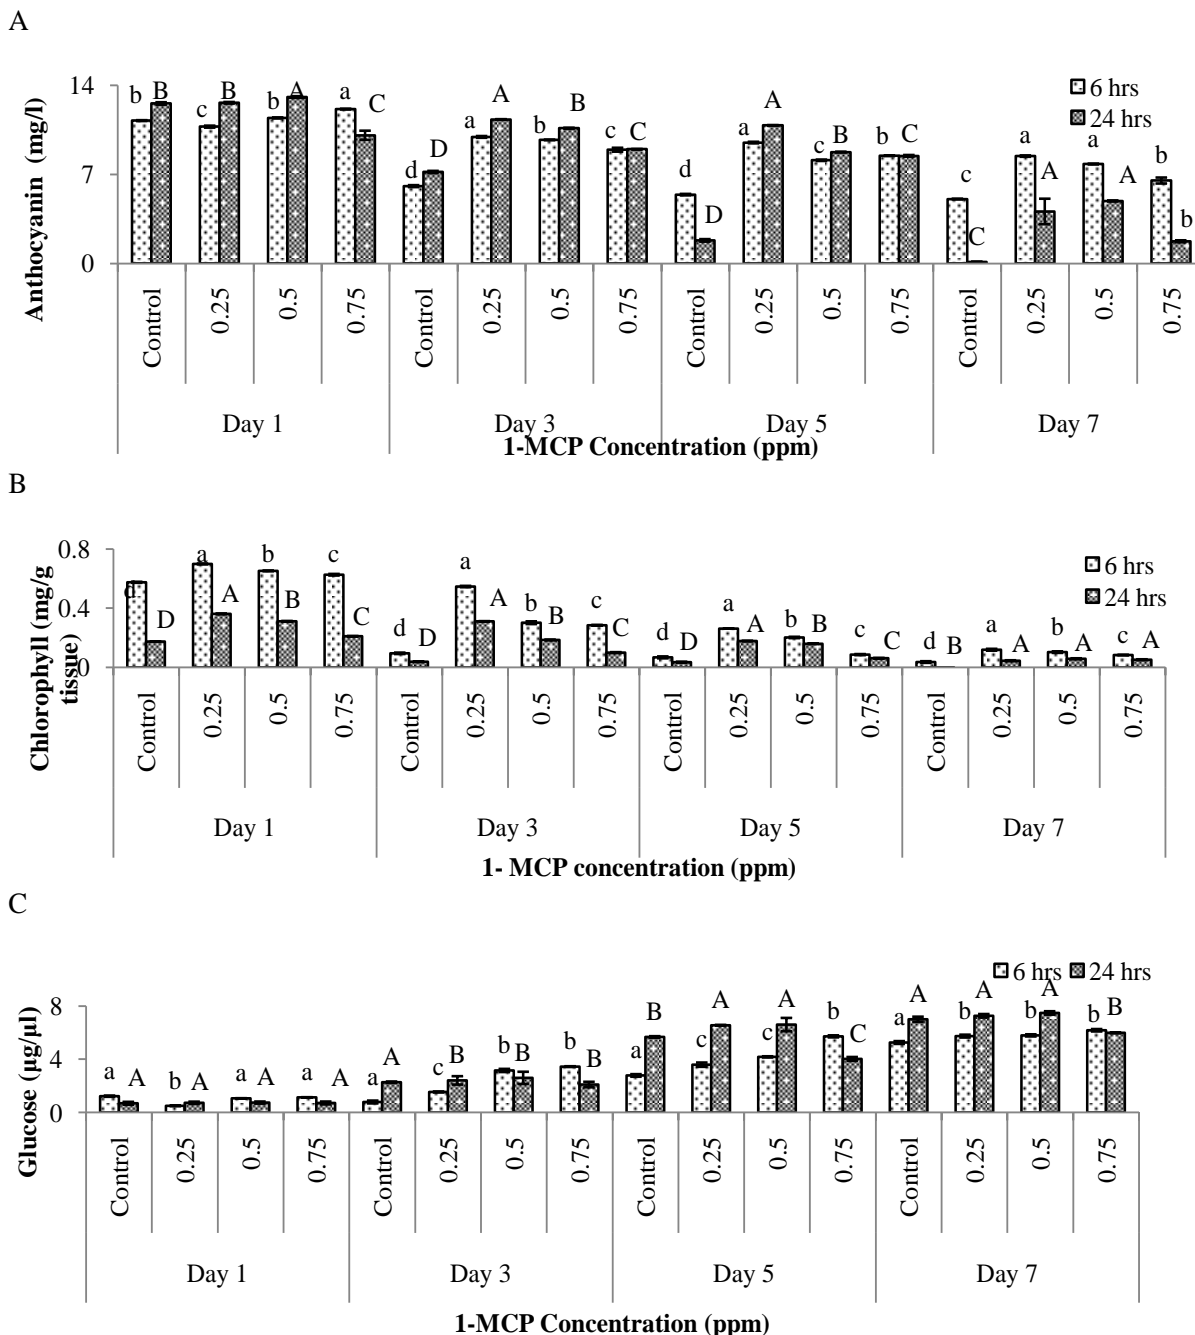 A
14
7
0
Anthocyanin (mg/l)
6 hrs
24 hrs
b B c B b A a C
d D a A b B c C
d D a A c B b C
c C a A a A b b
Control 0.25 0.5 0.75 Control 0.25 0.5 0.75 Control 0.25 0.5 0.75 Control 0.25 0.5 0.75
Day 1 Day 3 Day 5 Day 7
1-MCP Concentration (ppm)
B
0.8
0.4
0
Chlorophyll (mg/g
tissue)
6 hrs
24 hrs
d D a A b B c C
d D a A b B c C
d D a A b B c C
d B a A b A c A
Control 0.25 0.5 0.75 Control 0.25 0.5 0.75 Control 0.25 0.5 0.75 Control 0.25 0.5 0.75
Day 1 Day 3 Day 5 Day 7
1- MCP concentration (ppm)
C
8
4
0
Glucose (µg/µl)
6 hrs 24 hrs
a A b A a A a A
a A c B b B b B
a B c A c A b C
a A b A b A b B
Control 0.25 0.5 0.75 Control 0.25 0.5 0.75 Control 0.25 0.5 0.75 Control 0.25 0.5 0.75
Day 1 Day 3 Day 5 Day 7
1-MCP Concentration (ppm)